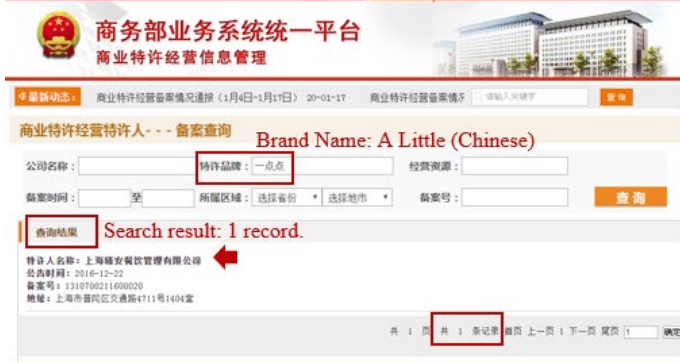 商务部业务系统统一平台
商业特许经营信息管理
最新动态： 商业特许经营备案情况通报（1月4日-1月17日） 20-01-17 商业特许经营备案情况 请输入关键字 查询
商业特许经营特许人--- 备案查询
Brand Name: A Little (Chinese)
公司名称： 特许品牌： 一点点 经营资源：
备案时间： 至 所属区域： 选择省份 选择地市 备案号： 查 询
查询结果 Search result: 1 record.
特许人名称：上海肇安餐饮管理有限公司
公告时间：2016-12-22
备案号：1310700211600020
地址：上海市普陀区交通路4711号1404室
共 1 页 共 1 条记录 首页 上一页 1 下一页 尾页 1 确定